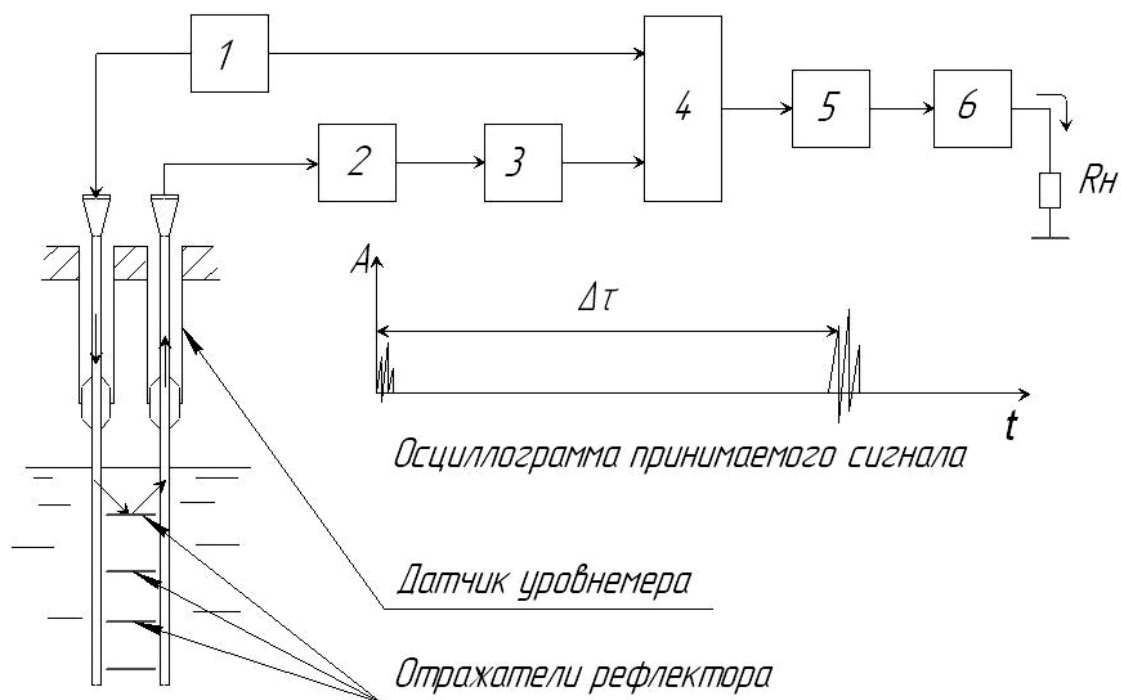 1
2
3
4
5
6
Rн
A
Δτ
t
Осциллограмма принимаемого сигнала
Датчик уровнемера
Отражатели рефлектора